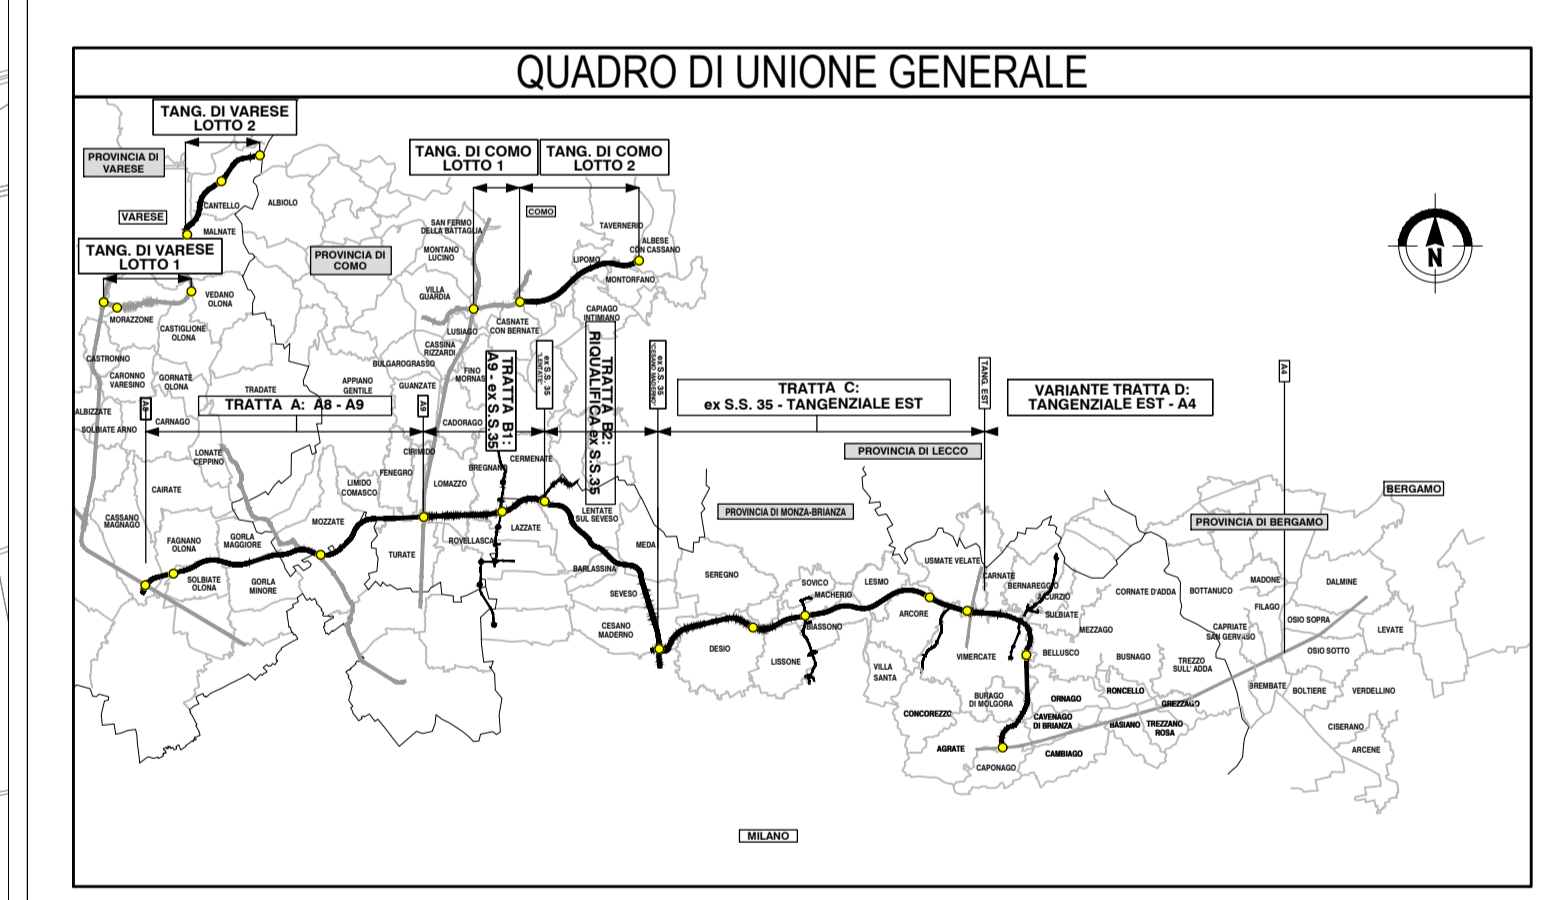 QUADRO DI UNIONE GENERALE
TANG. DI VARESE
LOTTO 2
PROVINCIA DI
VARESE
VARESE
CANTELLO
ALBIOLO
MALNATE
TANG. DI VARESE
LOTTO 1
VEDANO
OLONA
MORAZZONE
CASTIGLIONE
OLONA
PROVINCIA DI
COMO
TANG. DI COMO
LOTTO 1
TANG. DI COMO
LOTTO 2
COMO
SAN FERMO
DELLA BATTAGLIA
MONTANO
LUCINO
VILLA
GUARDIA
TAVERNERIO
ALBESE
CON CASSANO
LIPOMO
MONTORFANO
CAPIAGO
INTIMIANO
LUSIAGO
CASNATE
CON BERNATE
CASSINA
RIZZARDI
BULGAROGRASSO
FINO
MORNAS
GUANZATE
APPIANO
GENTILE
TRADATE
CASTRONNO
CARONNO
VARESINO
GORNATE
OLONA
ALBIZZATE
CARNAGO
SOLBIATE ARNO
A8
TRATTA A: A8 - A9
A9
CADORAGO
TRATTA B1:
A9 - ex S.S.35
ex S.S. 35
"LENTATE"
TRATTA B2:
RIQUALIFICA ex S.S.35
ex S.S. 35
"CESANO MADERNO"
TRATTA C:
ex S.S. 35 - TANGENZIALE EST
TANG. EST
VARIANTE TRATTA D:
TANGENZIALE EST - A4
A4
N
PROVINCIA DI LECCO
BERGAMO
PROVINCIA DI MONZA-BRIANZA
PROVINCIA DI BERGAMO
LONATE
CEPPINO
CIRIMIDO
FENEGRO
LIMIDO
COMASCO
LOMAZZO
BREGNANO
CERMENATE
CAIRATE
CASSANO
MAGNAGO
FAGNANO
OLONA
GORLA
MAGGIORE
MOZZATE
TURATE
ROVELLASCA
LAZZATE
LENTATE
SUL SEVESO
MEDA
SOLBIATE
OLONA
GORLA
MINORE
BARLASSINA
SEVESO
CESANO
MADERNO
SEREGNO
SOVICO
MACHERIO
LESMO
USMATE VELATE
CARNATE
BERNAREGGIO
AICURZIO
SULBIATE
MEZZAGO
CORNATE D'ADDA
BOTTANUCO
MADONE
DALMINE
FILAGO
CAPRIATE
SAN GERVASO
OSIO SOPRA
LEVATE
OSIO SOTTO
ARCORE
BIASSONO
DESIO
LISSONE
VILLA
SANTA
VIMERCATE
BELLUSCO
BUSNAGO
TREZZO
SULL' ADDA
BREMBATE
BOLTIERE
VERDELLINO
BURAGO
DI MOLGORA
ORNAGO
RONCELLO
GREZZAGO
CONCOREZZO
CAVENAGO
DI BRIANZA
BASIANO
TREZZANO
ROSA
CISERANO
ARCENE
AGRATE
CAMBIAGO
CAPONAGO
MILANO